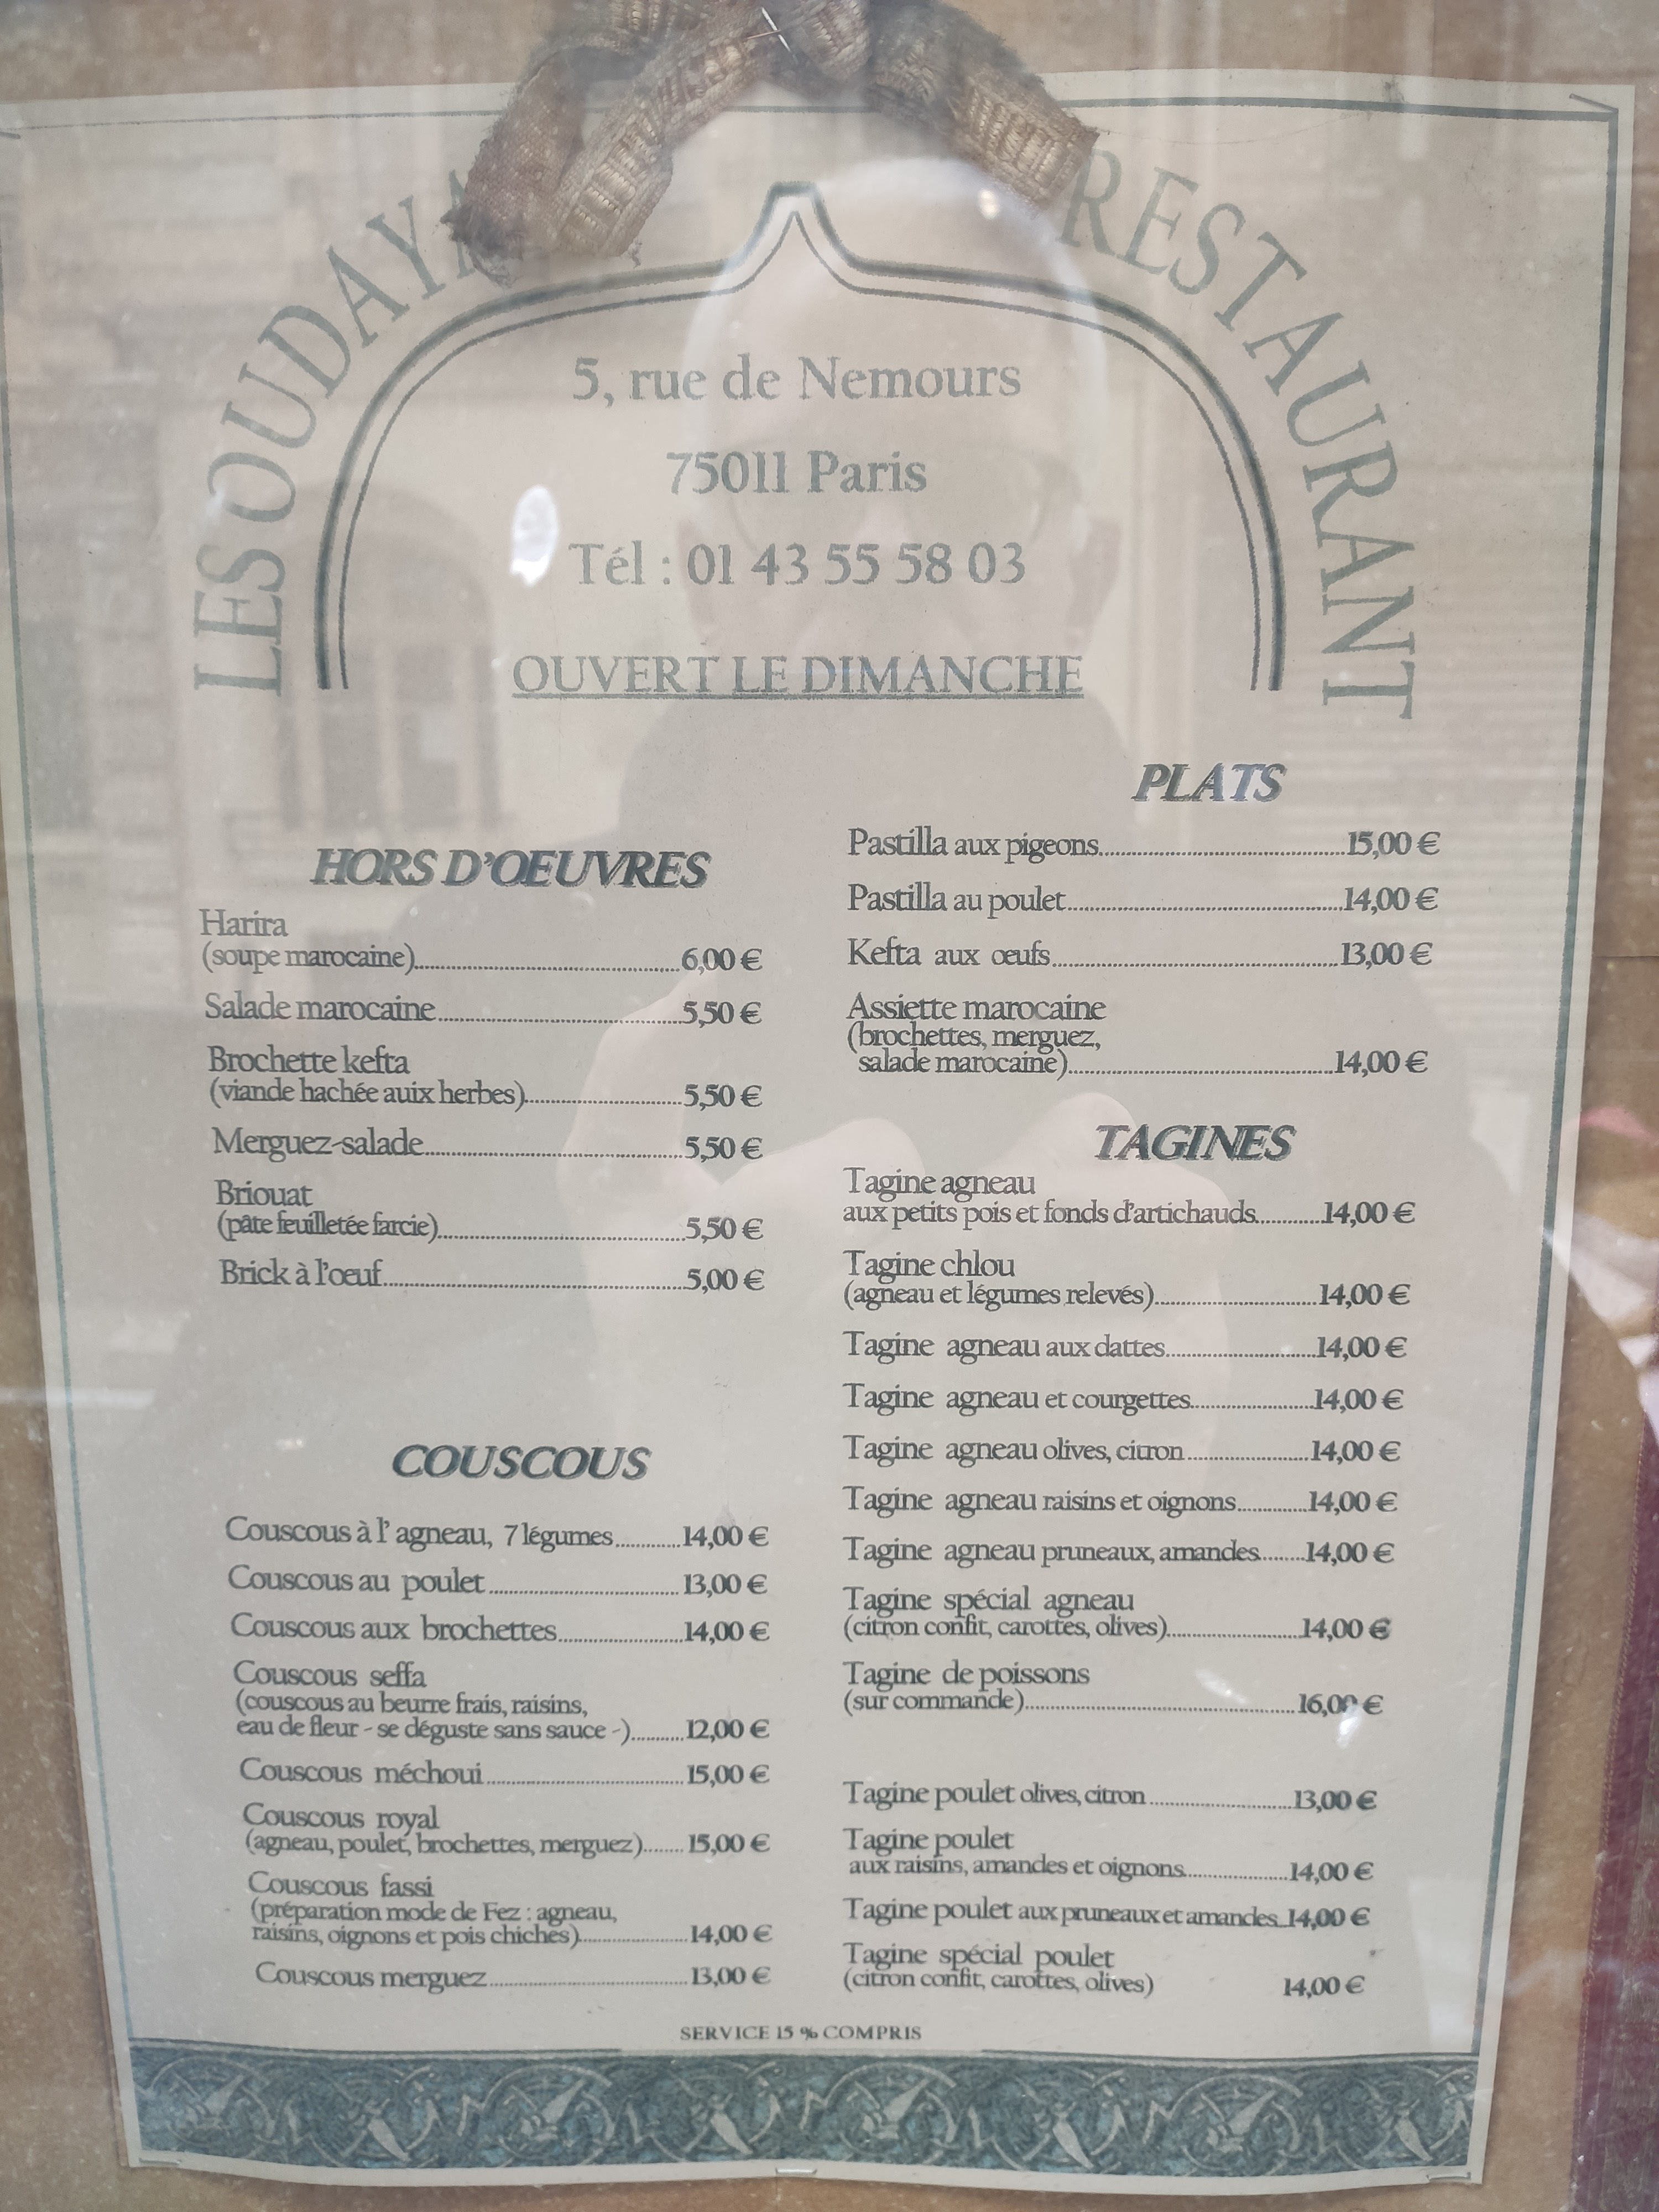 LES OUDAYA
RESTAURANT
5, rue de Nemours
75011 Paris
Tél : 01 43 55 58 03
OUVERT LE DIMANCHE
HORS D'OEUVRES
Harira
(soupe marocaine)..........6,00 €
Salade marocaine..........5,50 €
Brochette kefta
(viande hachée auix herbes)..........5,50 €
Merguez-salade..........5,50 €
Briouat
(pâte feuilletée farcie)..........5,50 €
Brick à l'œuf..........5,00 €
COUSCOUS
Couscous à l' agneau, 7 légumes..........14,00 €
Couscous au poulet..........13,00 €
Couscous aux brochettes..........14,00 €
Couscous seffa
(couscous au beurre frais, raisins,
eau de fleur - se déguste sans sauce -)..........12,00 €
Couscous méchoui..........15,00 €
Couscous royal
(agneau, poulet, brochettes, merguez)..........15,00 €
Couscous fassi
(préparation mode de Fez : agneau,
raisins, oignons et pois chiches)..........14,00 €
Couscous merguez..........13,00 €
PLATS
Pastilla aux pigeons..........15,00 €
Pastilla au poulet..........14,00 €
Kefta aux œufs..........13,00 €
Assiette marocaine
(brochettes, merguez,
salade marocaine)..........14,00 €
TAGINES
Tagine agneau
aux petits pois et fonds d'artichauds..........14,00 €
Tagine chlou
(agneau et légumes relevés)..........14,00 €
Tagine agneau aux dattes..........14,00 €
Tagine agneau et courgettes..........14,00 €
Tagine agneau olives, citron..........14,00 €
Tagine agneau raisins et oignons..........14,00 €
Tagine agneau pruneaux, amandes..........14,00 €
Tagine spécial agneau
(citron confit, carottes, olives)..........14,00 €
Tagine de poissons
(sur commande)..........16,00 €
Tagine poulet olives, citron..........13,00 €
Tagine poulet
aux raisins, amandes et oignons..........14,00 €
Tagine poulet aux pruneaux et amandes..14,00 €
Tagine spécial poulet
(citron confit, carottes, olives) 14,00 €
SERVICE 15 % COMPRIS